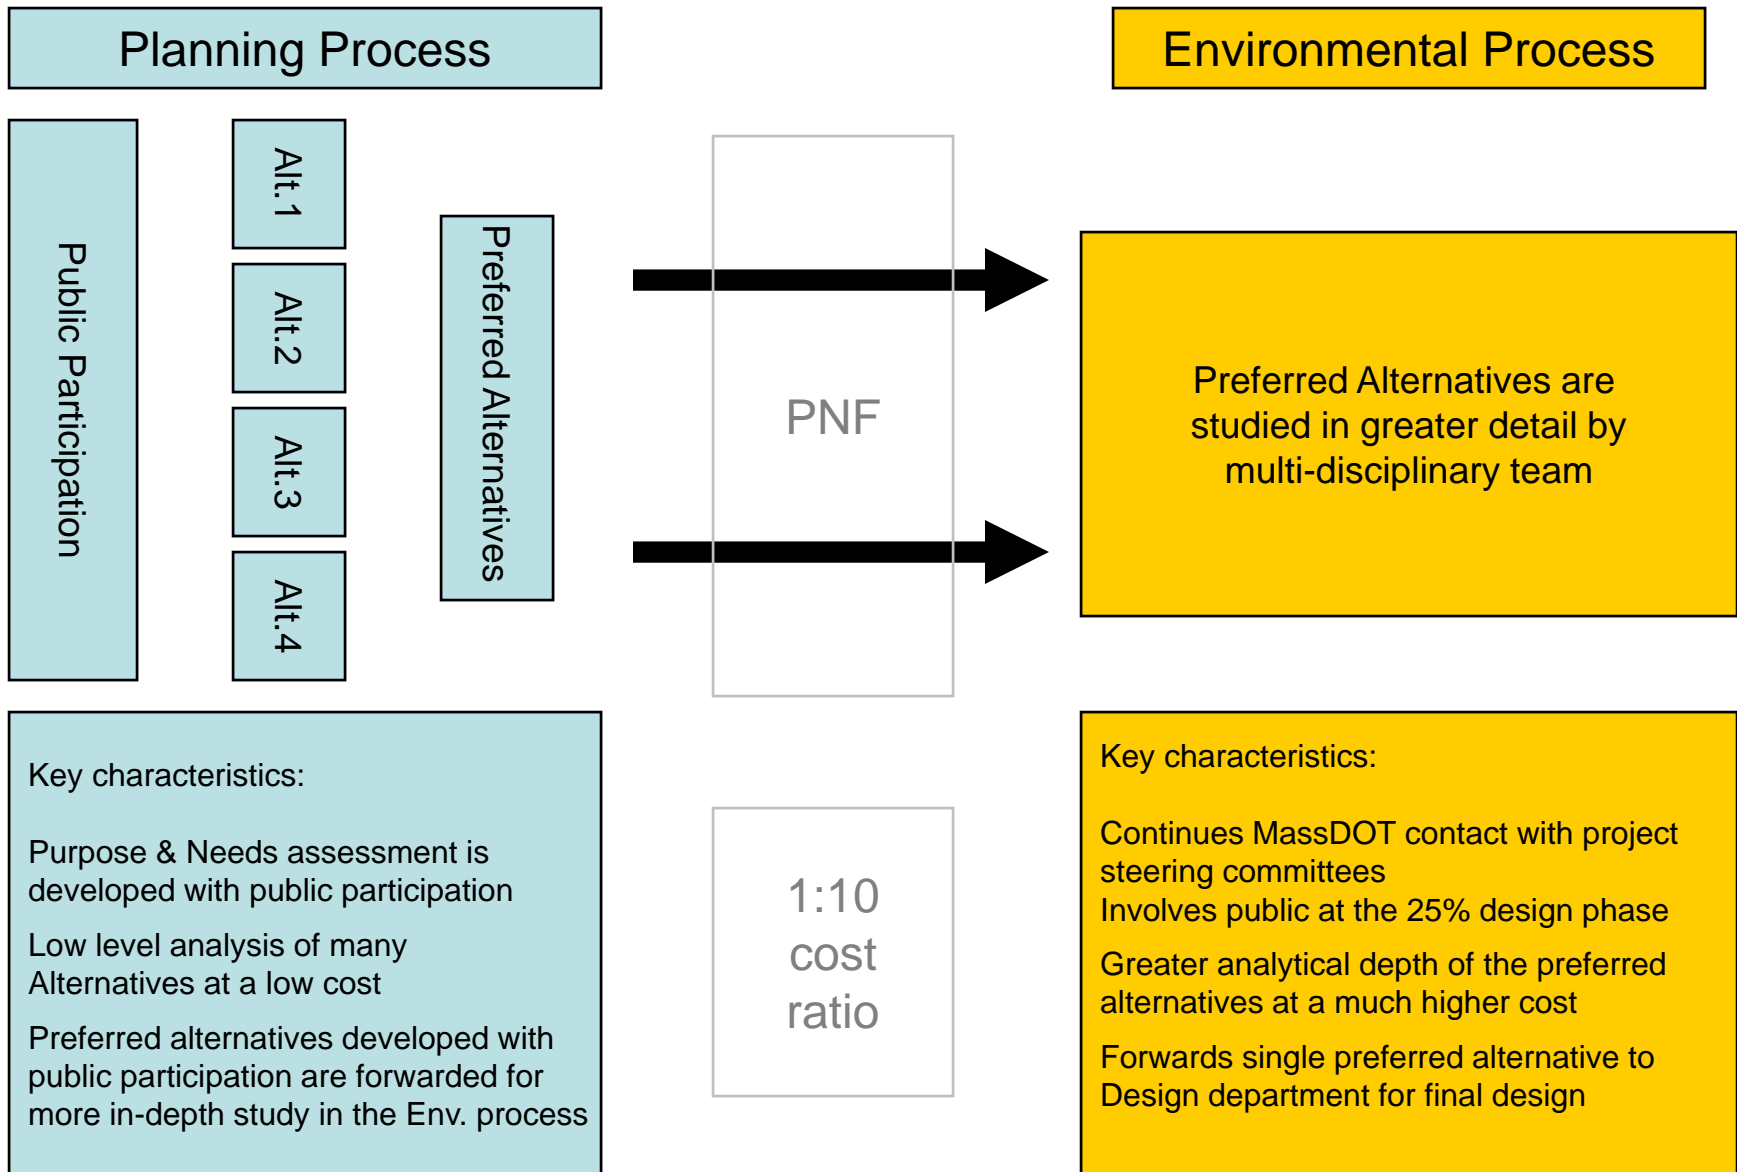 Planning Process
Environmental Process
Public Participation
Alt.1
Alt.2
Alt.3
Alt.4
Preferred Alternatives
PNF
Preferred Alternatives are
studied in greater detail by
multi-disciplinary team
Key characteristics:
Purpose & Needs assessment is
developed with public participation
Low level analysis of many
Alternatives at a low cost
Preferred alternatives developed with
public participation are forwarded for
more in-depth study in the Env. process
1:10
cost
ratio
Key characteristics:
Continues MassDOT contact with project
steering committees
Involves public at the 25% design phase
Greater analytical depth of the preferred
alternatives at a much higher cost
Forwards single preferred alternative to
Design department for final design